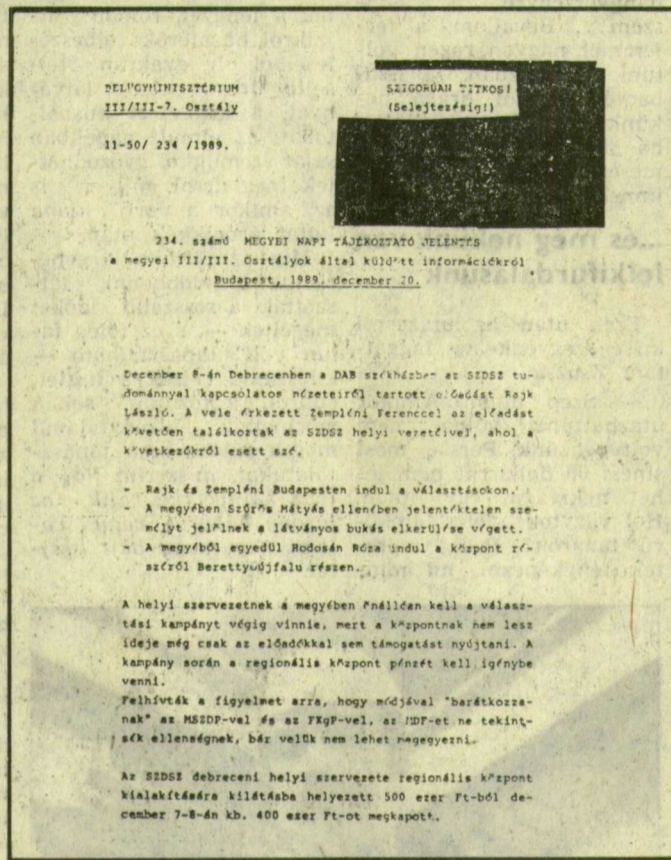 BELÜGYMINISZTÉRIUM
III/III-7. Osztály
SZIGORÚAN TITKOS!
(Selejtezésig!)
11-50/ 234 /1989.
234. számú MEGYEI NAPI TÁJÉKOZTATÓ JELENTÉS
a megyei III/III. Osztályok által küldött információkról
Budapest, 1989. december 20.
December 8-án Debrecenben a DAB székházban az SZDSZ tu-
dománnyal kapcsolatos nézeteiről tartott előadást Rajk
László. A vele érkezett Zempléni Ferenccel az előadást
követően találkoztak az SZDSZ helyi vezetőivel, ahol a
következőkről esett szó.
- Rajk és Zempléni Budapesten indul a választásokon.
- A megyében Szűrös Mátyás ellenében jelentéktelen sze-
mélyt jelölnek a látványos bukás elkerülése végett.
- A megyéből egyedül Hodosán Róza indul a központ ré-
széről Berettyóújfalu részen.
A helyi szervezetnek a megyében önállóan kell a válasz-
tási kampányt végig vinnie, mert a központnak nem lesz
ideje még csak az előadókkal sem támogatást nyújtani. A
kampány során a regionális központ pénzét kell igénybe
venni.
Felhívták a figyelmet arra, hogy módjával "barátkozza-
nak" az MSZDP-vel és az FKgP-vel, az MDF-et ne tekint-
sék ellenségnek, bár velük nem lehet megegyezni.
Az SZDSZ debreceni helyi szervezete regionális központ
kialakítására kilátásba helyezett 500 ezer Ft-ból de-
cember 7-8-án kb. 400 ezer Ft-ot megkapott.